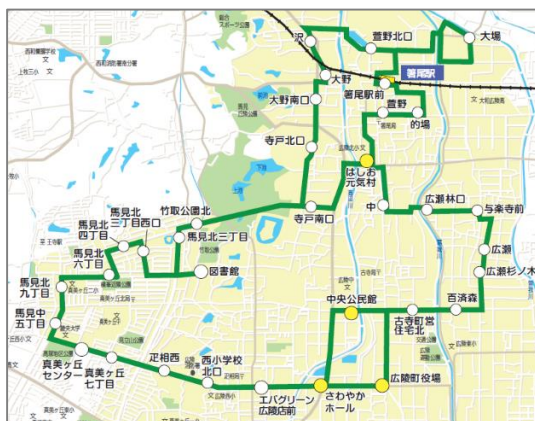 沢
萱野北口
大場
大野
箸尾駅
箸尾駅前
大野南口
萱野
的場
寺戸北口
はしお
元気村
竹取公園北
寺戸南口
中
広瀬林口
与楽寺前
馬見北
三丁目西口
馬見北
四丁目
馬見北三丁目
馬見北
六丁目
図書館
広瀬
馬見北
九丁目
広瀬杉ノ木
馬見中
五丁目
中央公民館
古寺町営
住宅北
百済森
真美ヶ丘
センター
真美ヶ丘
七丁目
疋相西
西小学校
北口
エバグリーン
広陵店前
さわやか
ホール
広陵町役場